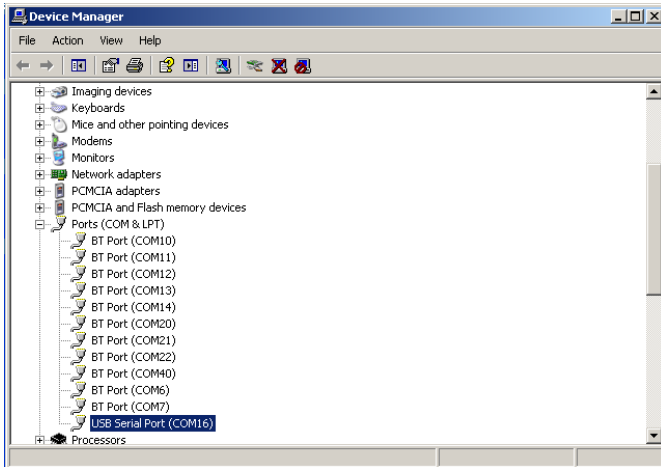 Device Manager
File Action View Help
Imaging devices
Keyboards
Mice and other pointing devices
Modems
Monitors
Network adapters
PCMCIA adapters
PCMCIA and Flash memory devices
Ports (COM & LPT)
BT Port (COM10)
BT Port (COM11)
BT Port (COM12)
BT Port (COM13)
BT Port (COM14)
BT Port (COM20)
BT Port (COM21)
BT Port (COM22)
BT Port (COM40)
BT Port (COM6)
BT Port (COM7)
USB Serial Port (COM16)
Processors